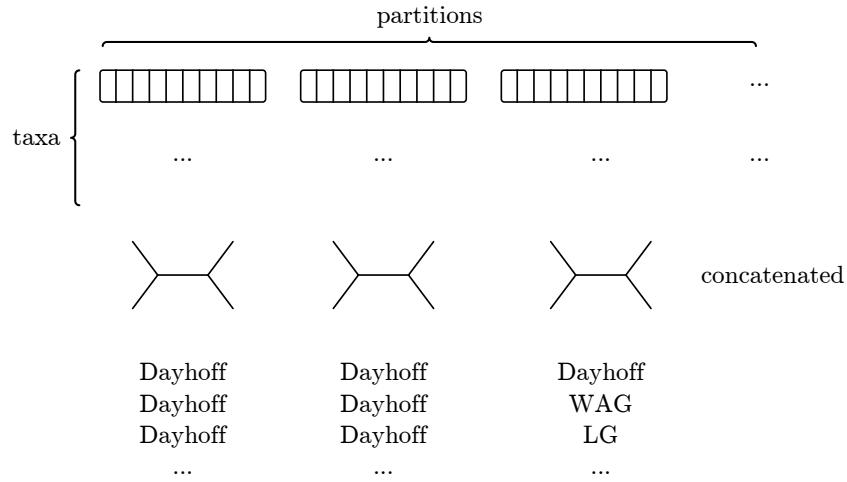 partitions
...
taxa
... ... ... ...
concatenated
Dayhoff Dayhoff Dayhoff
Dayhoff Dayhoff WAG
Dayhoff Dayhoff LG
... ... ...